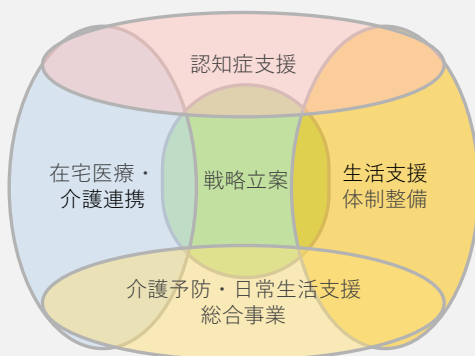 認知症支援
在宅医療・
介護連携
戦略立案
生活支援
体制整備
介護予防・日常生活支援
総合事業